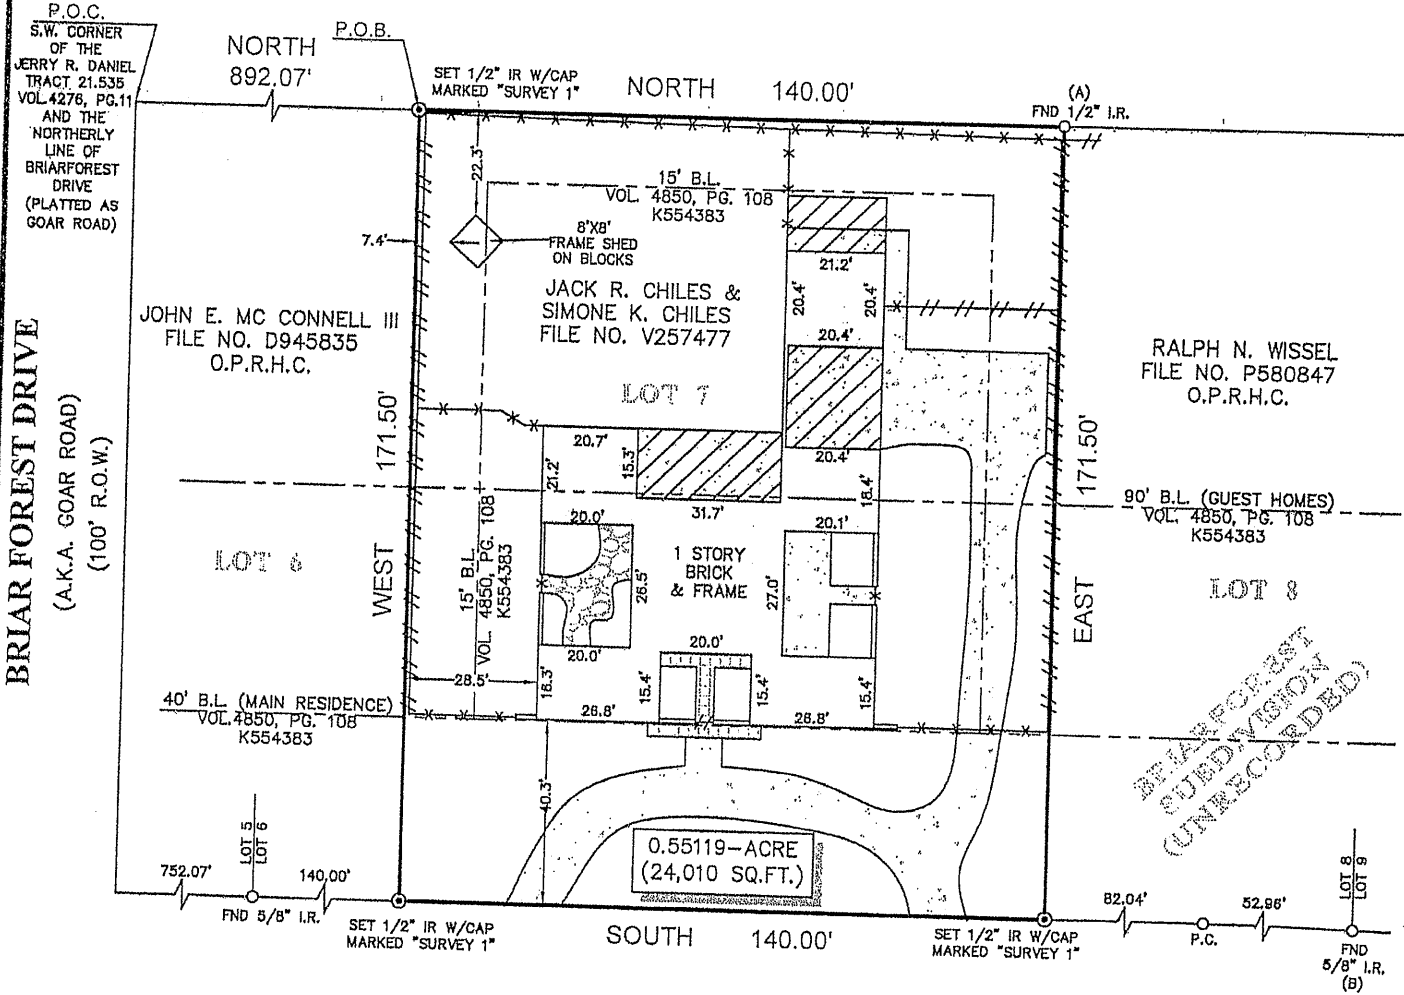 P.O.C.
S.W. CORNER
OF THE
JERRY R. DANIEL
TRACT 21.535
VOL.4276, PG.11
AND THE
NORTHERLY
LINE OF
BRIARFOREST
DRIVE
(PLATTED AS
GOAR ROAD)
NORTH
892.07'
P.O.B.
SET 1/2" IR W/CAP
MARKED "SURVEY 1"
NORTH 140.00'
(A)
FND 1/2" I.R.
22.3'
15' B.L.
VOL. 4850, PG. 108
K554383
7.4'
8'X8'
FRAME SHED
ON BLOCKS
21.2'
20.4'
20.4'
JACK R. CHILES &
SIMONE K. CHILES
FILE NO. V257477
JOHN E. MC CONNELL III
FILE NO. D945835
O.P.R.H.C.
20.4'
RALPH N. WISSEL
FILE NO. P580847
O.P.R.H.C.
LOT 7
BRIAR FOREST DRIVE
(A.K.A. GOAR ROAD)
(100' R.O.W.)
WEST 171.50'
EAST 171.50'
20.7'
21.2'
15.3'
20.4'
18.4'
31.7'
90' B.L. (GUEST HOMES)
VOL. 4850, PG. 108
K554383
15' B.L.
VOL. 4850, PG. 108
K554383
20.0'
26.5'
20.0'
1 STORY
BRICK
& FRAME
20.1'
27.0'
LOT 6
LOT 8
20.0'
28.5'
16.3'
15.4'
15.4'
15.4'
26.8'
26.8'
40' B.L. (MAIN RESIDENCE)
VOL.4850, PG. 108
K554383
BRIARFOREST
SUBDIVISION
(UNRECORDED)
40.3'
0.55119-ACRE
(24,010 SQ.FT.)
752.07'
LOT 5
LOT 6
140.00'
FND 5/8" I.R.
SET 1/2" IR W/CAP
MARKED "SURVEY 1"
SOUTH 140.00'
SET 1/2" IR W/CAP
MARKED "SURVEY 1"
82.04'
P.C.
52.96'
LOT 8
LOT 9
FND
5/8" I.R.
(B)